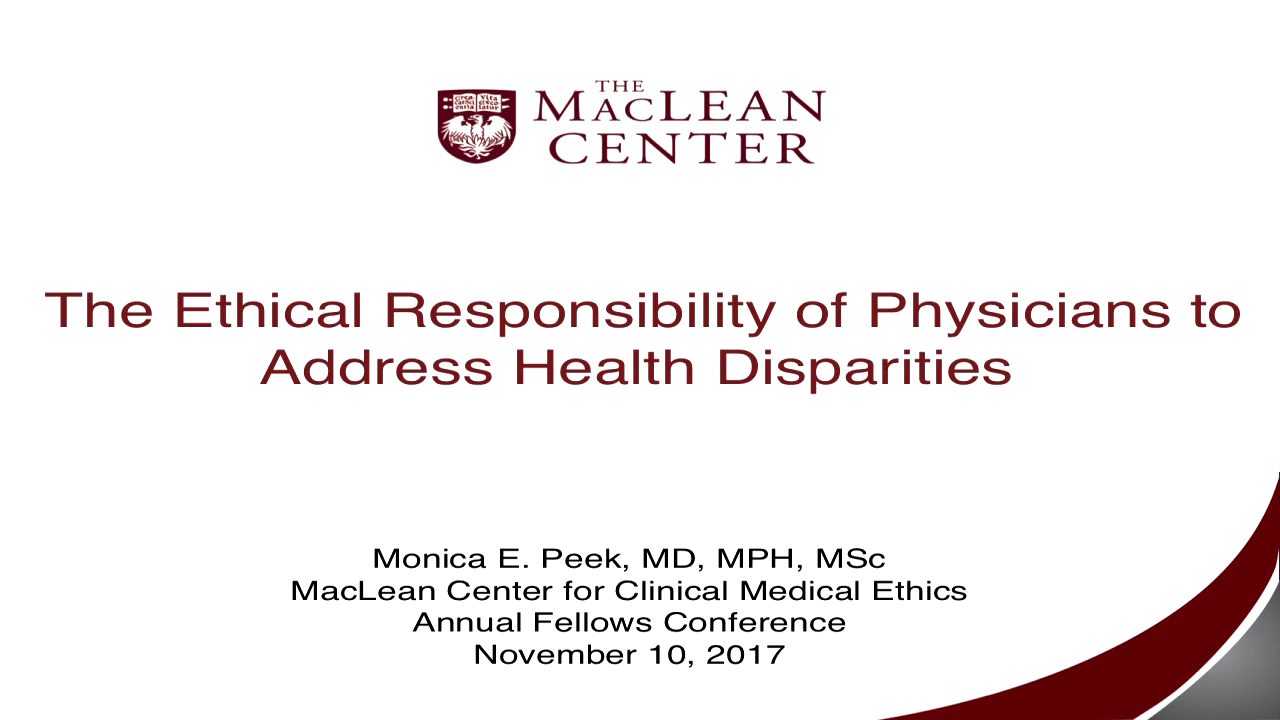 THE
MACLEAN
CENTER
The Ethical Responsibility of Physicians to
Address Health Disparities
Monica E. Peek, MD, MPH, MSc
MacLean Center for Clinical Medical Ethics
Annual Fellows Conference
November 10, 2017